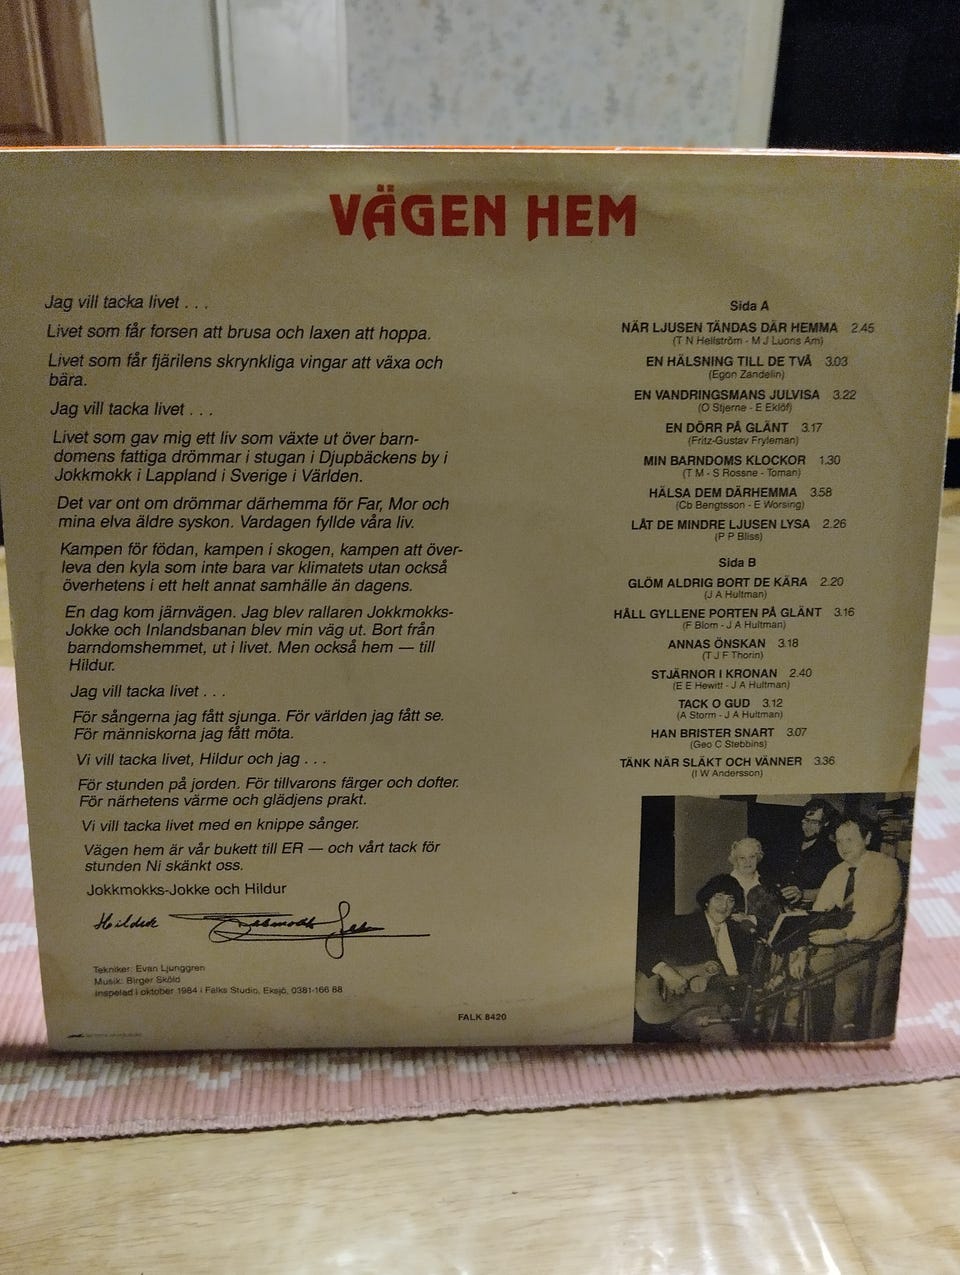 VÄGEN HEM
Jag vill tacka livet . . .
Livet som får forsen att brusa och laxen att hoppa.
Livet som får fjärilens skrynkliga vingar att växa och
bära.
Jag vill tacka livet . . .
Livet som gav mig ett liv som växte ut över barn-
domens fattiga drömmar i stugan i Djupbäckens by i
Jokkmokk i Lappland i Sverige i Världen.
Det var ont om drömmar därhemma för Far, Mor och
mina elva äldre syskon. Vardagen fyllde våra liv.
Kampen för födan, kampen i skogen, kampen att över-
leva den kyla som inte bara var klimatets utan också
överhetens i ett helt annat samhälle än dagens.
En dag kom järnvägen. Jag blev rallaren Jokkmokks-
Jokke och Inlandsbanan blev min väg ut. Bort från
barndomshemmet, ut i livet. Men också hem — till
Hildur.
Jag vill tacka livet . . .
För sångerna jag fått sjunga. För världen jag fått se.
För människorna jag fått möta.
Vi vill tacka livet, Hildur och jag . . .
För stunden på jorden. För tillvarons färger och dofter.
För närhetens värme och glädjens prakt.
Vi vill tacka livet med en knippe sånger.
Vägen hem är vår bukett till ER — och vårt tack för
stunden Ni skänkt oss.
Jokkmokks-Jokke och Hildur
Hildur Jokkmokks Jokke
Tekniker: Evan Ljunggren
Musik: Birger Sköld
Inspelad i oktober 1984 i Falks Studio, Eksjö, 0381-166 88
FALK 8420
Sida A
NÄR LJUSEN TÄNDAS DÄR HEMMA 2.45
(T N Hellström - M J Luons Am)
EN HÄLSNING TILL DE TVÅ 3.03
(Egon Zandelin)
EN VANDRINGSMANS JULVISA 3.22
(O Stjerne - E Eklöf)
EN DÖRR PÅ GLÄNT 3.17
(Fritz-Gustav Fryleman)
MIN BARNDOMS KLOCKOR 1.30
(T M - S Rossne - Toman)
HÄLSA DEM DÄRHEMMA 3.58
(Cb Bengtsson - E Worsing)
LÅT DE MINDRE LJUSEN LYSA 2.26
(P P Bliss)
Sida B
GLÖM ALDRIG BORT DE KÄRA 2.20
(J A Hultman)
HÅLL GYLLENE PORTEN PÅ GLÄNT 3.16
(F Blom - J A Hultman)
ANNAS ÖNSKAN 3.18
(T J F Thorin)
STJÄRNOR I KRONAN 2.40
(E E Hewitt - J A Hultman)
TACK O GUD 3.12
(A Storm - J A Hultman)
HAN BRISTER SNART 3.07
(Geo C Stebbins)
TÄNK NÄR SLÄKT OCH VÄNNER 3.36
(I W Andersson)